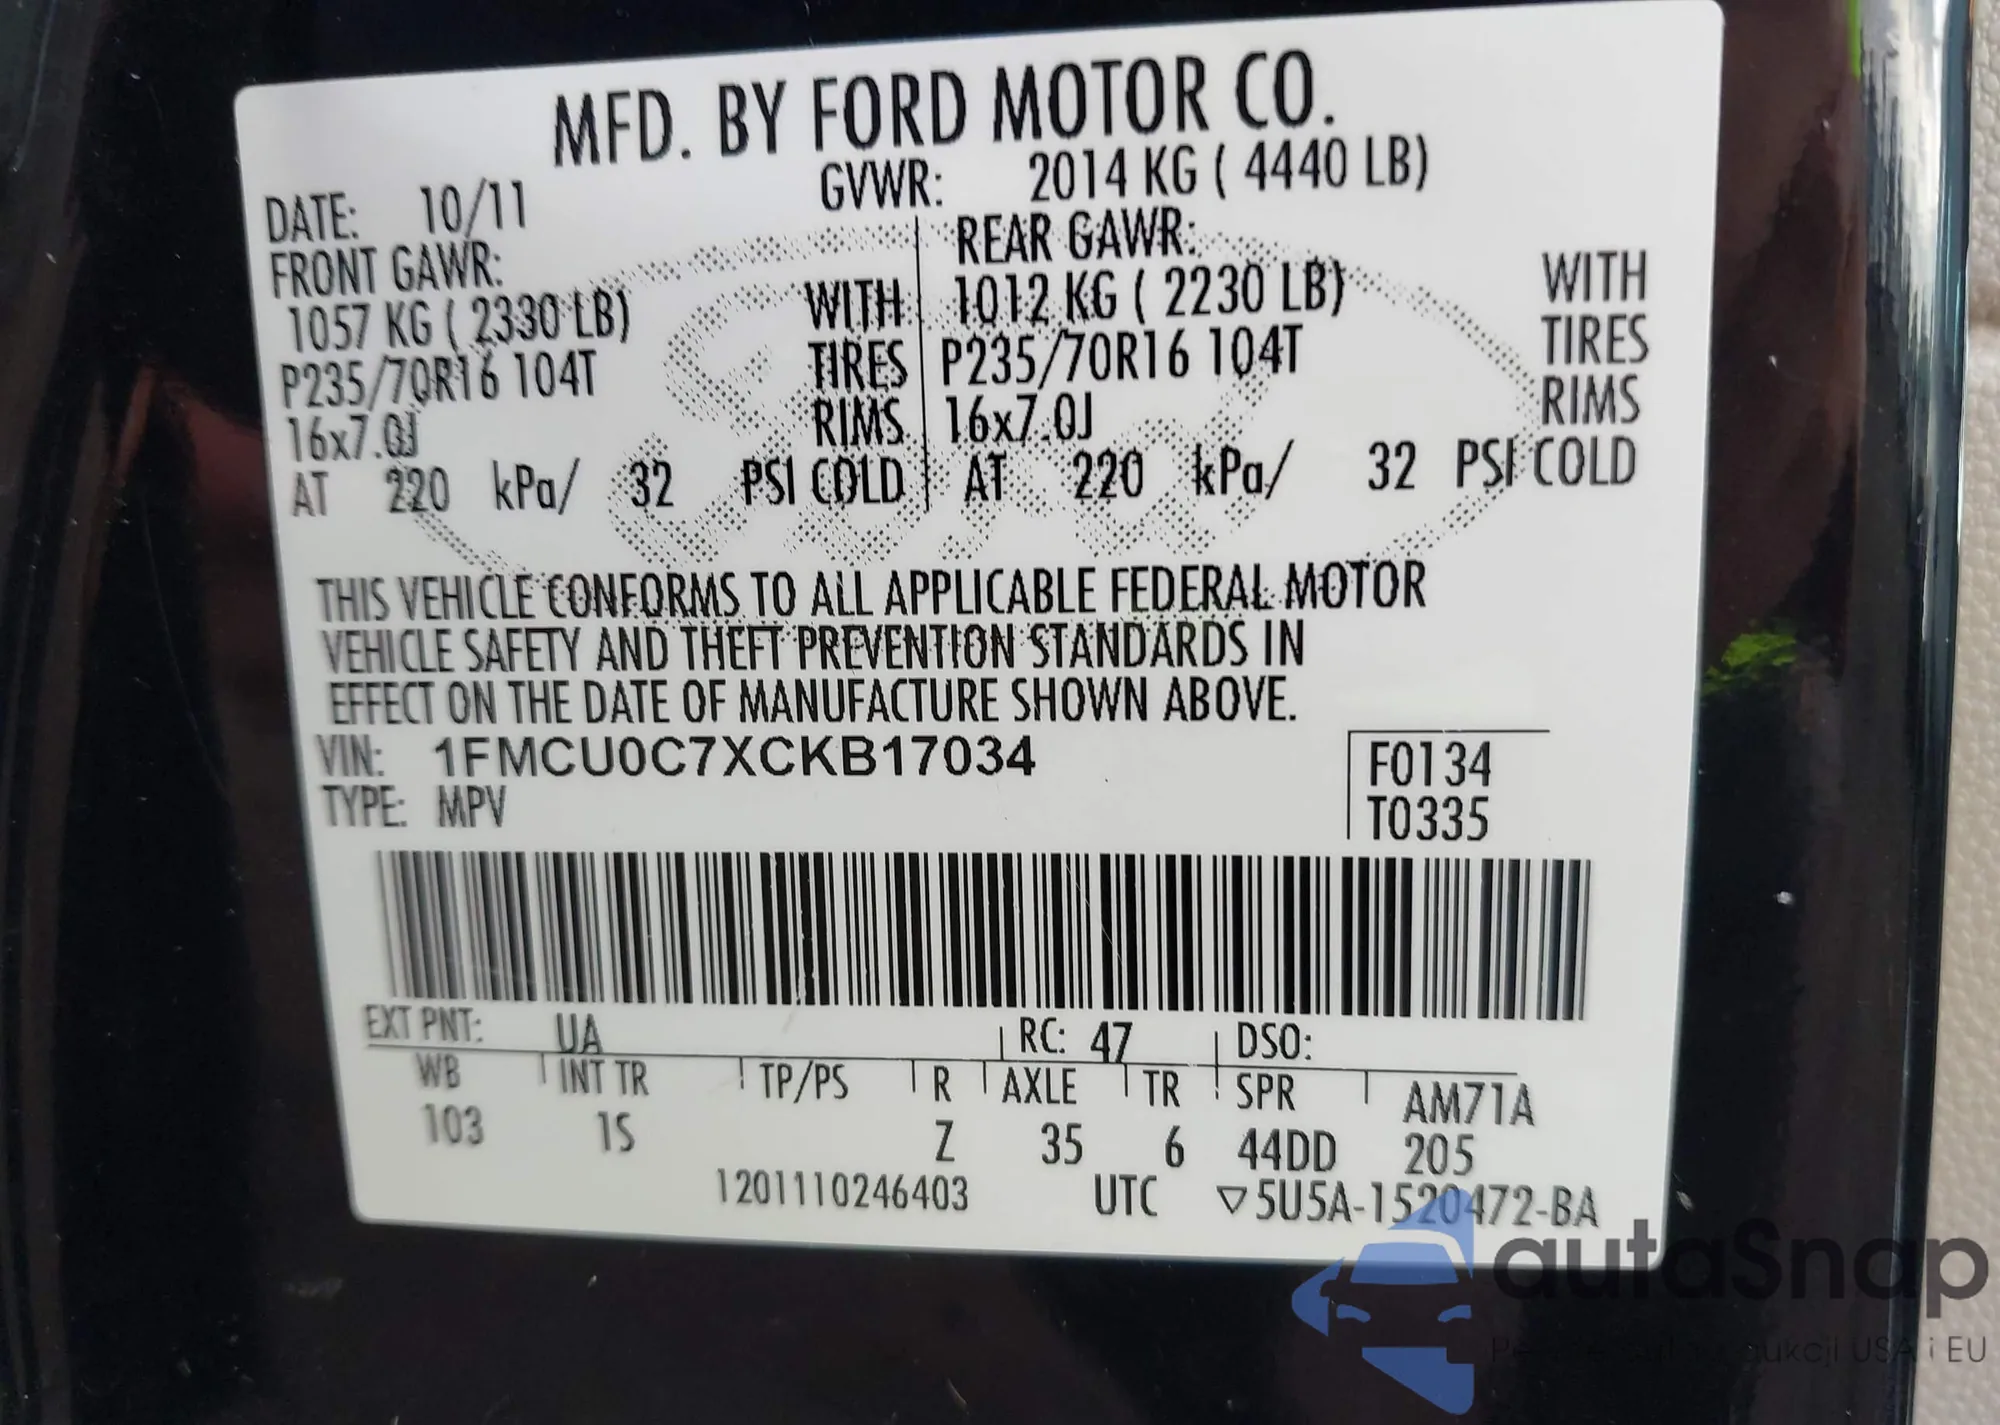 MFD. BY FORD MOTOR CO.
DATE: 10/11 GVWR: 2014 KG ( 4440 LB)
FRONT GAWR: REAR GAWR:
1057 KG ( 2330 LB) WITH 1012 KG ( 2230 LB) WITH
P235/70R16 104T TIRES P235/70R16 104T TIRES
16x7.0J RIMS 16x7.0J RIMS
AT 220 kPa/ 32 PSI COLD AT 220 kPa/ 32 PSI COLD
THIS VEHICLE CONFORMS TO ALL APPLICABLE FEDERAL MOTOR
VEHICLE SAFETY AND THEFT PREVENTION STANDARDS IN
EFFECT ON THE DATE OF MANUFACTURE SHOWN ABOVE.
VIN: 1FMCU0C7XCKB17034 F0134
TYPE: MPV T0335
EXT PNT: UA RC: 47 DSO:
WB INT TR TP/PS R AXLE TR SPR AM71A
103 1S Z 35 6 44DD 205
1201110246403 UTC ▽5U5A-1520472-BA
autaSnap
USA i EU